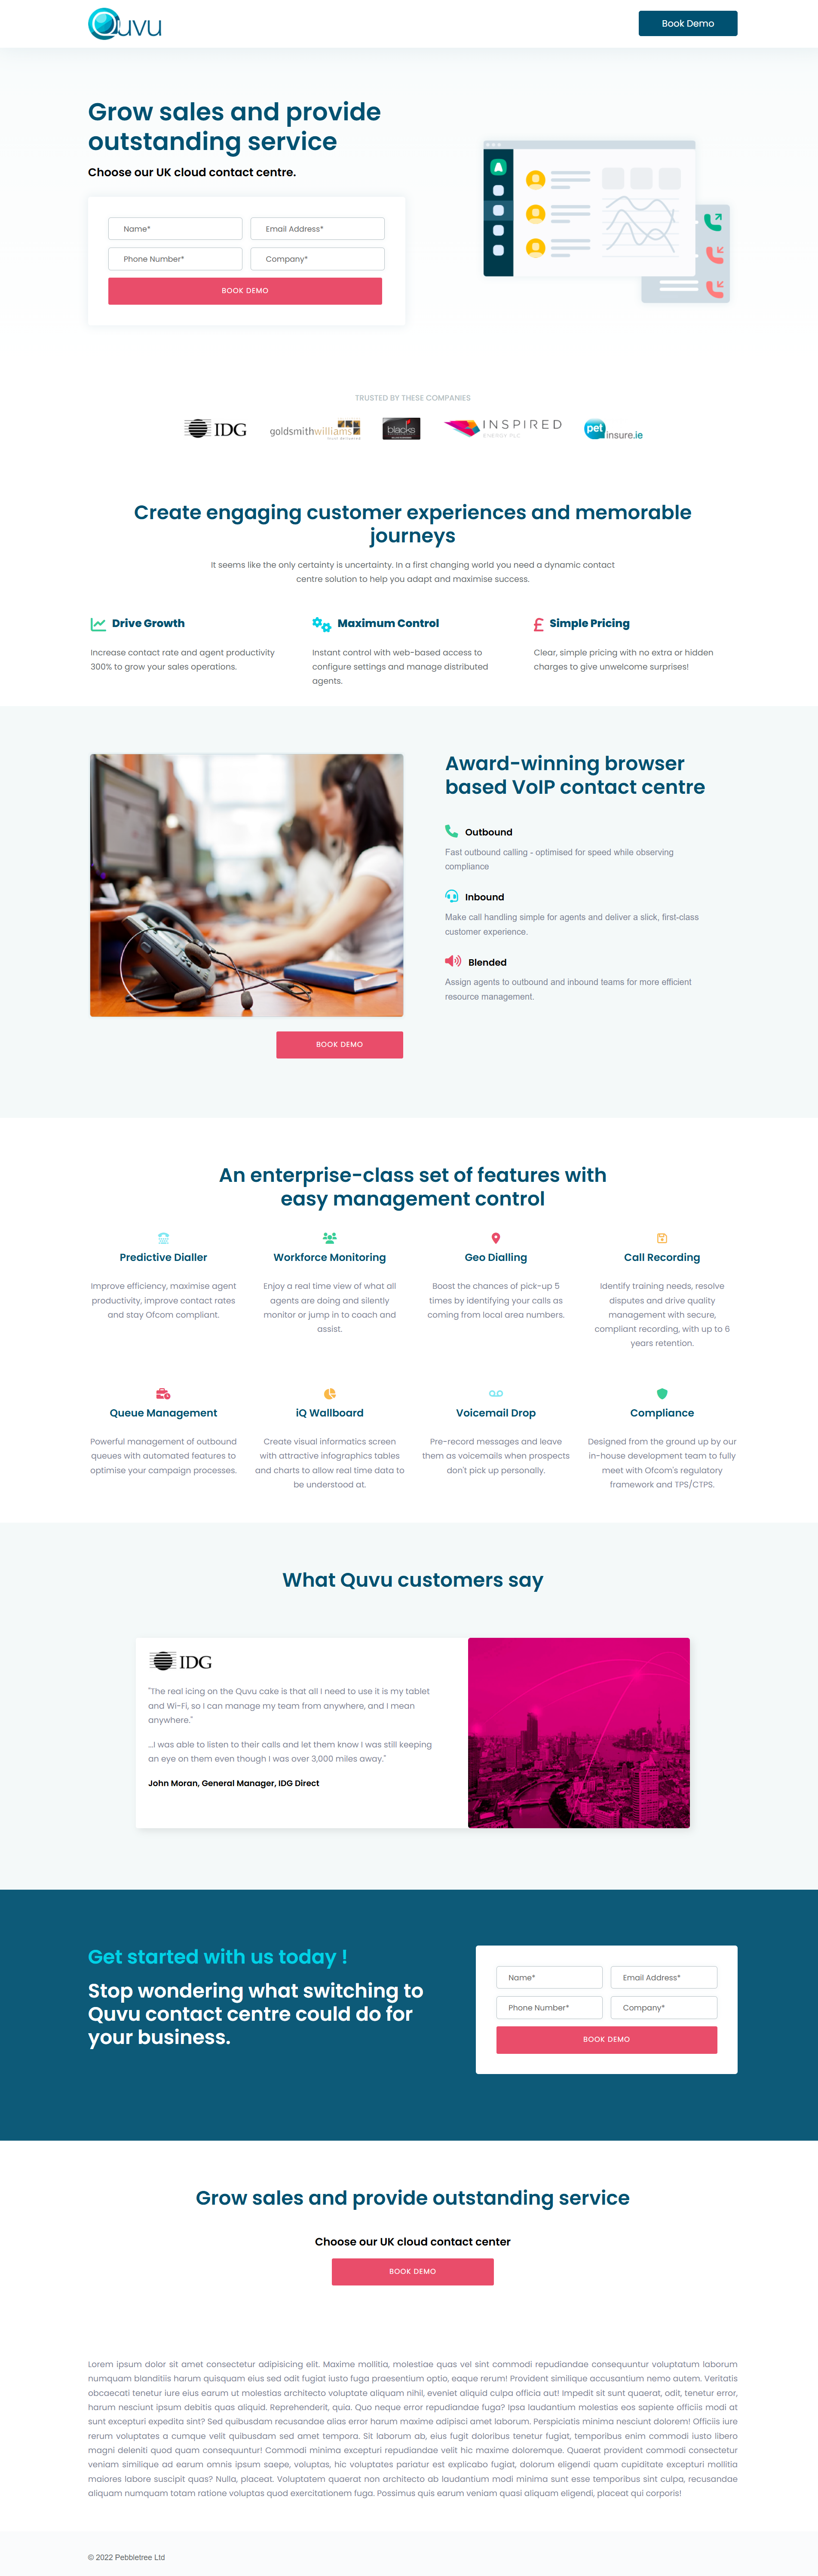 Quvu
Book Demo
Grow sales and provide
outstanding service
Choose our UK cloud contact centre.
Name*
Email Address*
Phone Number*
Company*
BOOK DEMO
TRUSTED BY THESE COMPANIES
IDG
goldsmithwilliams
blacks
INSPIRED
ENERGY PLC
pet
insure.ie
Create engaging customer experiences and memorable
journeys
It seems like the only certainty is uncertainty. In a first changing world you need a dynamic contact
centre solution to help you adapt and maximise success.
Drive Growth
Increase contact rate and agent productivity
300% to grow your sales operations.
Maximum Control
Instant control with web-based access to
configure settings and manage distributed
agents.
Simple Pricing
Clear, simple pricing with no extra or hidden
charges to give unwelcome surprises!
Award-winning browser
based VoIP contact centre
Outbound
Fast outbound calling - optimised for speed while observing
compliance
Inbound
Make call handling simple for agents and deliver a slick, first-class
customer experience.
Blended
Assign agents to outbound and inbound teams for more efficient
resource management.
BOOK DEMO
An enterprise-class set of features with
easy management control
Predictive Dialler
Improve efficiency, maximise agent
productivity, improve contact rates
and stay Ofcom compliant.
Workforce Monitoring
Enjoy a real time view of what all
agents are doing and silently
monitor or jump in to coach and
assist.
Geo Dialling
Boost the chances of pick-up 5
times by identifying your calls as
coming from local area numbers.
Call Recording
Identify training needs, resolve
disputes and drive quality
management with secure,
compliant recording, with up to 6
years retention.
Queue Management
Powerful management of outbound
queues with automated features to
optimise your campaign processes.
iQ Wallboard
Create visual informatics screen
with attractive infographics tables
and charts to allow real time data to
be understood at.
Voicemail Drop
Pre-record messages and leave
them as voicemails when prospects
don't pick up personally.
Compliance
Designed from the ground up by our
in-house development team to fully
meet with Ofcom's regulatory
framework and TPS/CTPS.
What Quvu customers say
IDG
"The real icing on the Quvu cake is that all I need to use it is my tablet
and Wi-Fi, so I can manage my team from anywhere, and I mean
anywhere."
...I was able to listen to their calls and let them know I was still keeping
an eye on them even though I was over 3,000 miles away."
John Moran, General Manager, IDG Direct
Get started with us today !
Stop wondering what switching to
Quvu contact centre could do for
your business.
Name*
Email Address*
Phone Number*
Company*
BOOK DEMO
Grow sales and provide outstanding service
Choose our UK cloud contact center
BOOK DEMO
Lorem ipsum dolor sit amet consectetur adipisicing elit. Maxime mollitia, molestiae quas vel sint commodi repudiandae consequuntur voluptatum laborum
numquam blanditiis harum quisquam eius sed odit fugiat iusto fuga praesentium optio, eaque rerum! Provident similique accusantium nemo autem. Veritatis
obcaecati tenetur iure eius earum ut molestias architecto voluptate aliquam nihil, eveniet aliquid culpa officia aut! Impedit sit sunt quaerat, odit, tenetur error,
harum nesciunt ipsum debitis quas aliquid. Reprehenderit, quia. Quo neque error repudiandae fuga? Ipsa laudantium molestias eos sapiente officiis modi at
sunt excepturi expedita sint? Sed quibusdam recusandae alias error harum maxime adipisci amet laborum. Perspiciatis minima nesciunt dolorem! Officiis iure
rerum voluptates a cumque velit quibusdam sed amet tempora. Sit laborum ab, eius fugit doloribus tenetur fugiat, temporibus enim commodi iusto libero
magni deleniti quod quam consequuntur! Commodi minima excepturi repudiandae velit hic maxime doloremque. Quaerat provident commodi consectetur
veniam similique ad earum omnis ipsum saepe, voluptas, hic voluptates pariatur est explicabo fugiat, dolorum eligendi quam cupiditate excepturi mollitia
maiores labore suscipit quas? Nulla, placeat. Voluptatem quaerat non architecto ab laudantium modi minima sunt esse temporibus sint culpa, recusandae
aliquam numquam totam ratione voluptas quod exercitationem fuga. Possimus quis earum veniam quasi aliquam eligendi, placeat qui corporis!
© 2022 Pebbletree Ltd